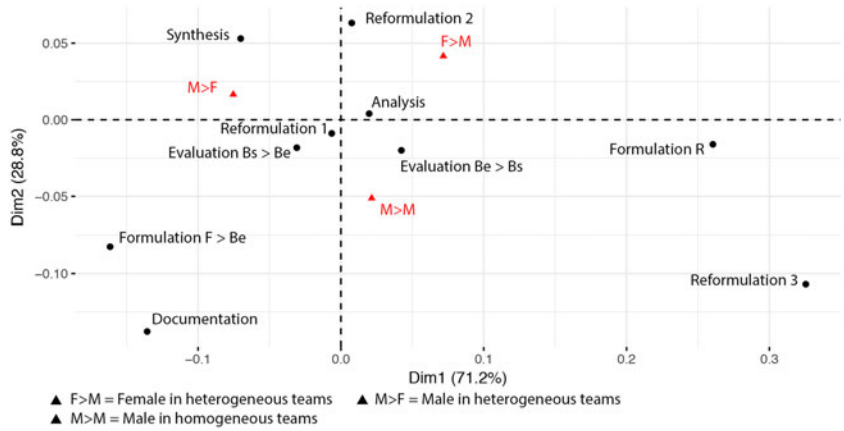 Reformulation 2
Synthesis
F>M
0.05
M>F
Analysis
0.00
Reformulation 1
Evaluation Bs > Be
Evaluation Be > Bs
Formulation R
Dim2 (28.8%)
−0.05
M>M
Formulation F > Be
−0.10
Reformulation 3
Documentation
−0.1 0.0 0.1 0.2 0.3
Dim1 (71.2%)
▲ F>M = Female in heterogeneous teams ▲ M>F = Male in heterogeneous teams
▲ M>M = Male in homogeneous teams